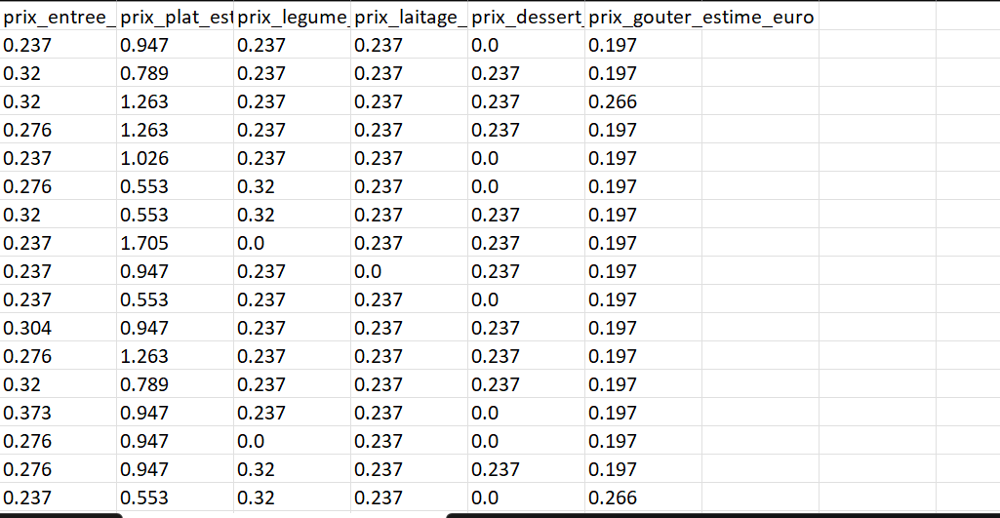 prix_entree_ prix_plat_est prix_legume_ prix_laitage_ prix_dessert_ prix_gouter_estime_euro
0.237 0.947 0.237 0.237 0.0 0.197
0.32 0.789 0.237 0.237 0.237 0.197
0.32 1.263 0.237 0.237 0.237 0.266
0.276 1.263 0.237 0.237 0.237 0.197
0.237 1.026 0.237 0.237 0.0 0.197
0.276 0.553 0.32 0.237 0.0 0.197
0.32 0.553 0.32 0.237 0.237 0.197
0.237 1.705 0.0 0.237 0.237 0.197
0.237 0.947 0.237 0.0 0.237 0.197
0.237 0.553 0.237 0.237 0.0 0.197
0.304 0.947 0.237 0.237 0.237 0.197
0.276 1.263 0.237 0.237 0.237 0.197
0.32 0.789 0.237 0.237 0.237 0.197
0.373 0.947 0.237 0.237 0.0 0.197
0.276 0.947 0.0 0.237 0.0 0.197
0.276 0.947 0.32 0.237 0.237 0.197
0.237 0.553 0.32 0.237 0.0 0.266